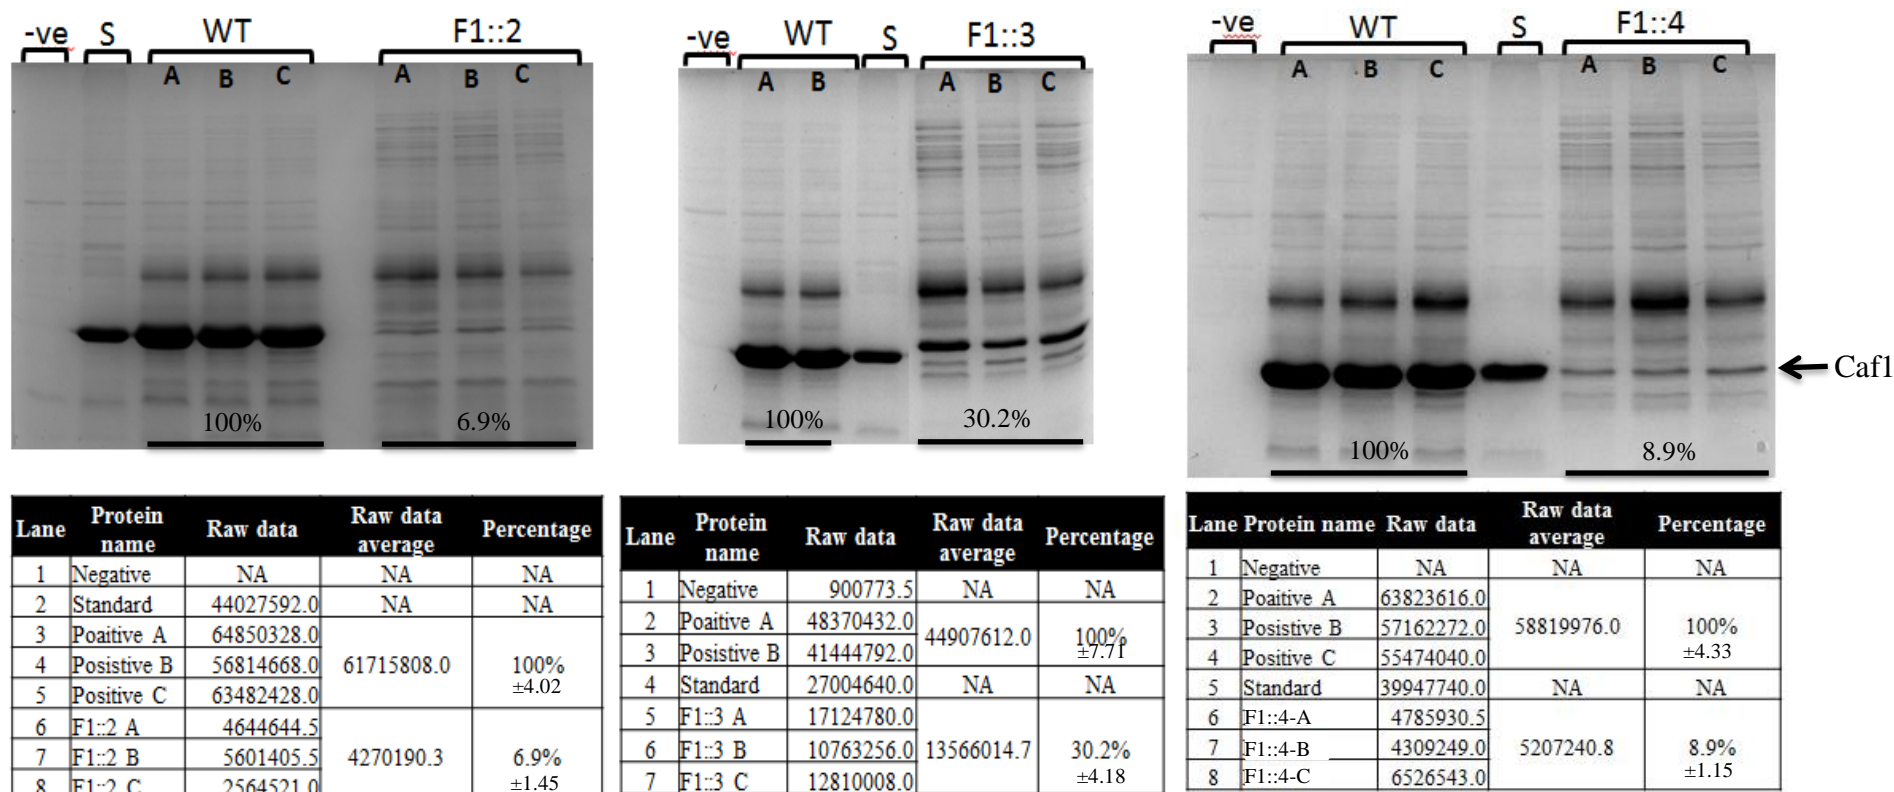 -ve S WT F1::2
A B C A B C
100% 6.9%
-ve WT S F1::3
A B A B C
100% 30.2%
-ve WT S F1::4
A B C A B C
100% 8.9%
Caf1
Lane Protein name Raw data Raw data average Percentage
1 Negative NA NA NA
2 Standard 44027592.0 NA NA
3 Poaitive A 64850328.0
4 Posistive B 56814668.0 61715808.0 100% ±4.02
5 Positive C 63482428.0
6 F1::2 A 4644644.5
7 F1::2 B 5601405.5 4270190.3 6.9% ±1.45
8 F1::2 C 2564521.0
Lane Protein name Raw data Raw data average Percentage
1 Negative 900773.5 NA NA
2 Poaitive A 48370432.0 44907612.0 100% ±7.71
3 Posistive B 41444792.0
4 Standard 27004640.0 NA NA
5 F1::3 A 17124780.0
6 F1::3 B 10763256.0 13566014.7 30.2% ±4.18
7 F1::3 C 12810008.0
Lane Protein name Raw data Raw data average Percentage
1 Negative NA NA NA
2 Poaitive A 63823616.0
3 Posistive B 57162272.0 58819976.0 100% ±4.33
4 Positive C 55474040.0
5 Standard 39947740.0 NA NA
6 F1::4-A 4785930.5
7 F1::4-B 4309249.0 5207240.8 8.9% ±1.15
8 F1::4-C 6526543.0